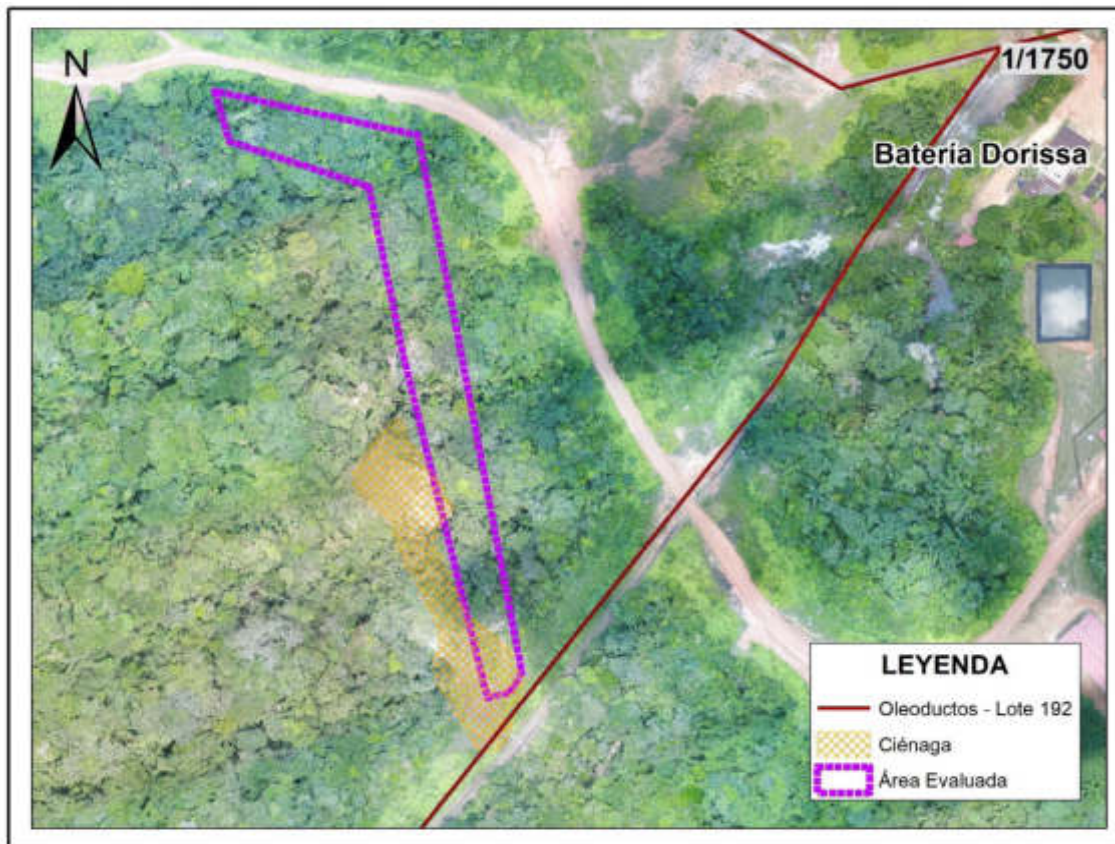 N
1/1750
Batería Dorissa
LEYENDA
Oleoductos - Lote 192
Ciénaga
Área Evaluada